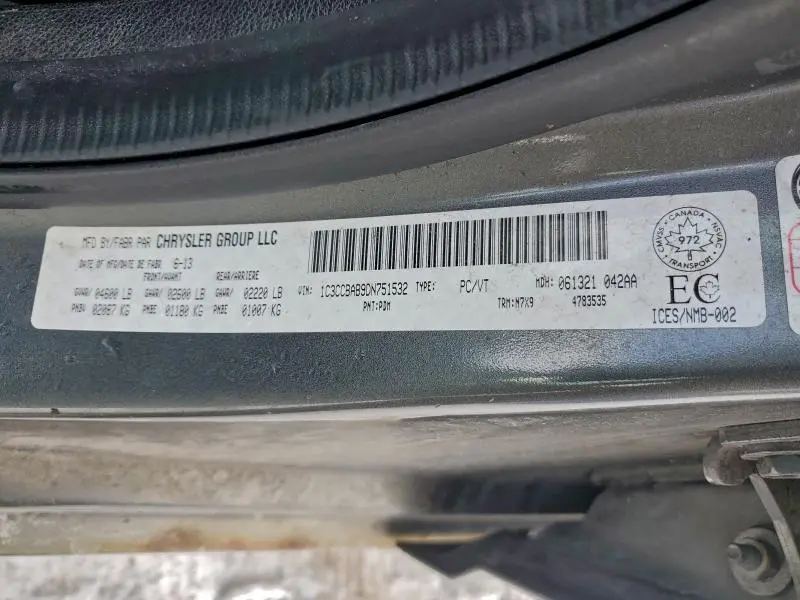 MFD BY/FABR PAR CHRYSLER GROUP LLC
DATE OF MFG/DATE DE FABR 6-13
FRONT/AVANT REAR/ARRIERE
GVWR/ 04600 LB GAWR/ 02600 LB GAWR/ 02220 LB
PNBV 02087 KG PNBE 01180 KG PNBE 01007 KG
VIN: 1C3CCBAB9DN751532 TYPE: PC/VT MDH: 061321 042AA
PNT:PDM TRM:M7X9 4783535
CANADA
CMVSS NSVAC
972
TRANSPORT
EC
ICES/NMB-002